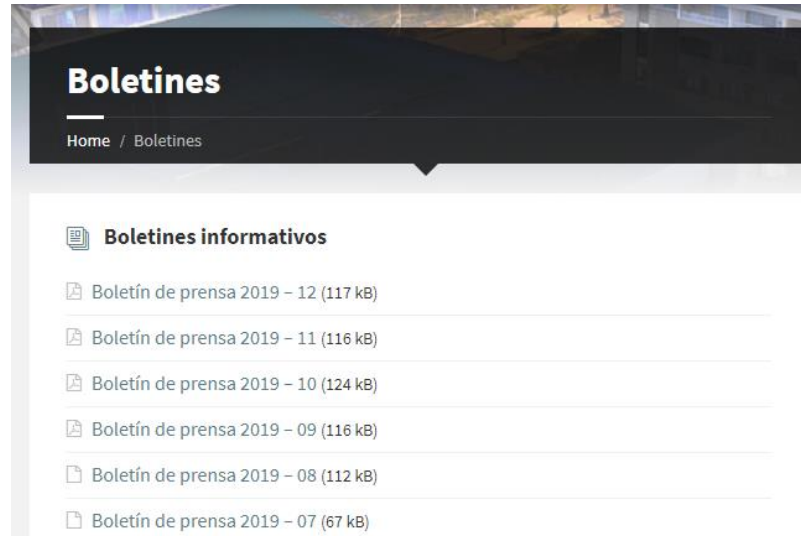 Boletines
Home / Boletines
Boletines informativos
Boletín de prensa 2019 – 12 (117 kB)
Boletín de prensa 2019 – 11 (116 kB)
Boletín de prensa 2019 – 10 (124 kB)
Boletín de prensa 2019 – 09 (116 kB)
Boletín de prensa 2019 – 08 (112 kB)
Boletín de prensa 2019 – 07 (67 kB)